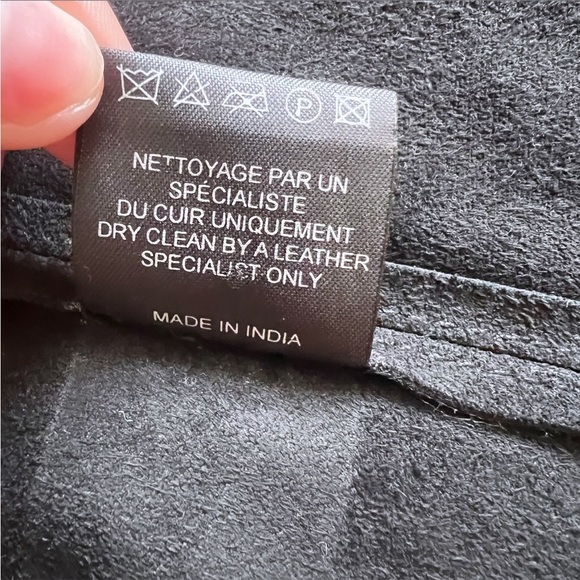 P
NETTOYAGE PAR UN
SPÉCIALISTE
DU CUIR UNIQUEMENT
DRY CLEAN BY A LEATHER
SPECIALIST ONLY
MADE IN INDIA